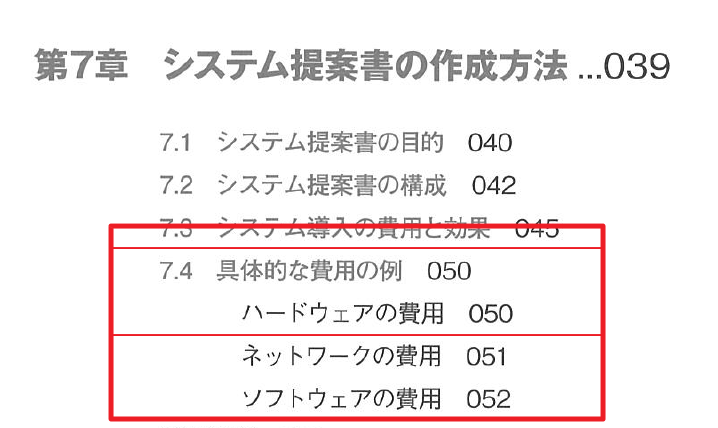 第7章 システム提案書の作成方法 ...039
7.1 システム提案書の目的 040
7.2 システム提案書の構成 042
7.3 システム導入の費用と効果 045
7.4 具体的な費用の例 050
ハードウェアの費用 050
ネットワークの費用 051
ソフトウェアの費用 052